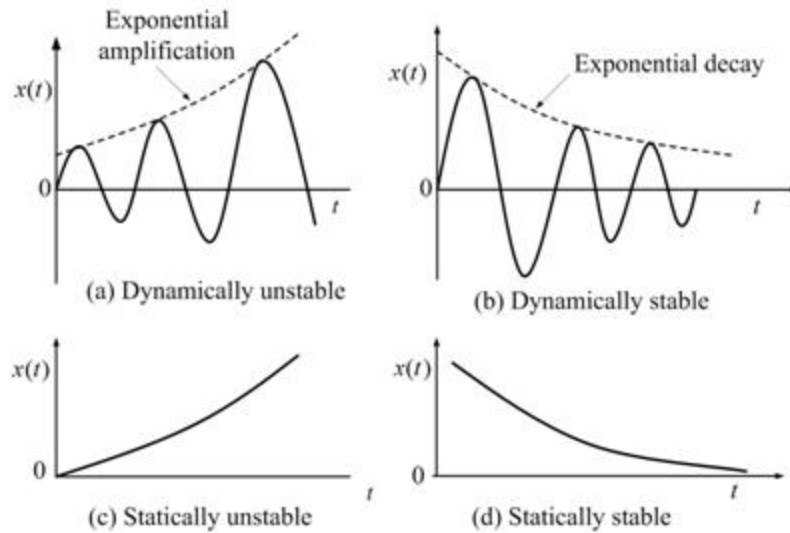 Exponential
amplification
x(t)
0
t
(a) Dynamically unstable
x(t)
Exponential decay
0
t
(b) Dynamically stable
x(t)
0
t
(c) Statically unstable
x(t)
0
t
(d) Statically stable